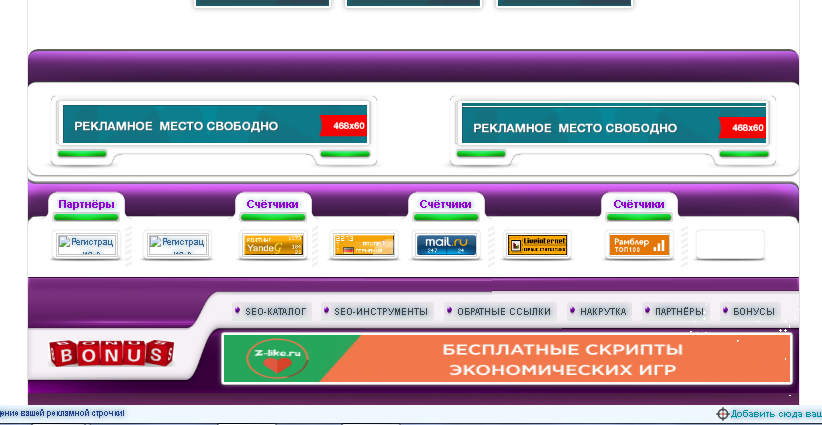 РЕКЛАМНОЕ МЕСТО СВОБОДНО 468x60
РЕКЛАМНОЕ МЕСТО СВОБОДНО 468x60
Партнёры Счётчики Счётчики Счётчики
Регистрац Регистрац
mail.ru
LiveInternet
Рамблер
ТОП100
SEO-КАТАЛОГ SEO-ИНСТРУМЕНТЫ ОБРАТНЫЕ ССЫЛКИ НАКРУТКА ПАРТНЁРЫ БОНУСЫ
BONUS
Z-like.ru
БЕСПЛАТНЫЕ СКРИПТЫ
ЭКОНОМИЧЕСКИХ ИГР
ение вашей рекламной строчки! Добавить сюда ваш